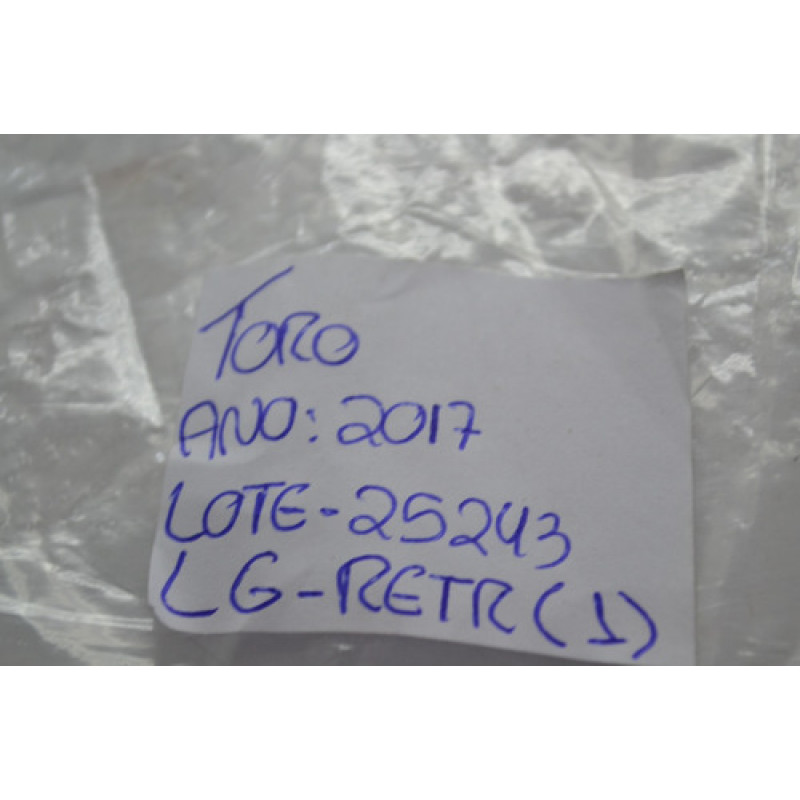 TORO
ANO: 2017
LOTE-25243
LG-RETR(1)